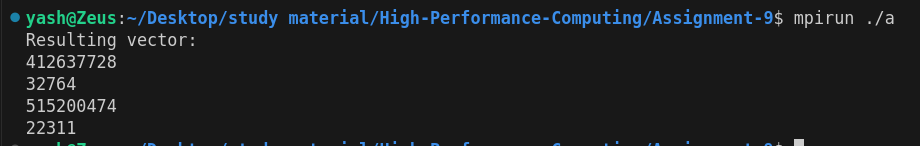 yash@Zeus:~/Desktop/study material/High-Performance-Computing/Assignment-9$ mpirun ./a
Resulting vector:
412637728
32764
515200474
22311